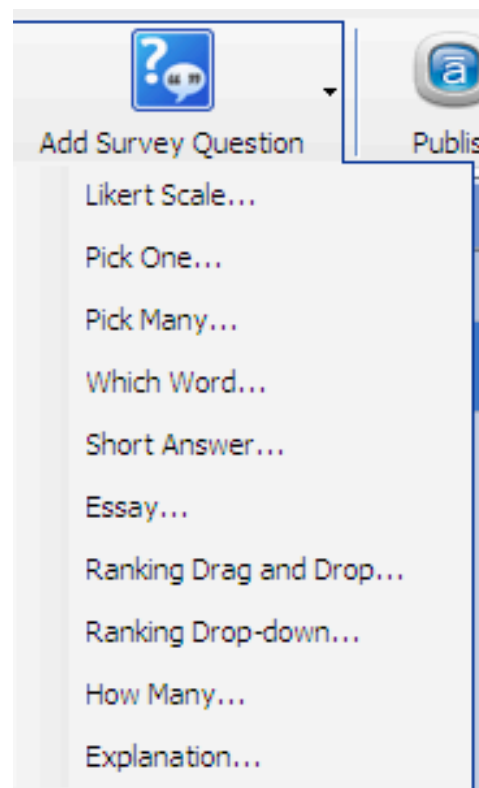 Add Survey Question
Likert Scale...
Pick One...
Pick Many...
Which Word...
Short Answer...
Essay...
Ranking Drag and Drop...
Ranking Drop-down...
How Many...
Explanation...